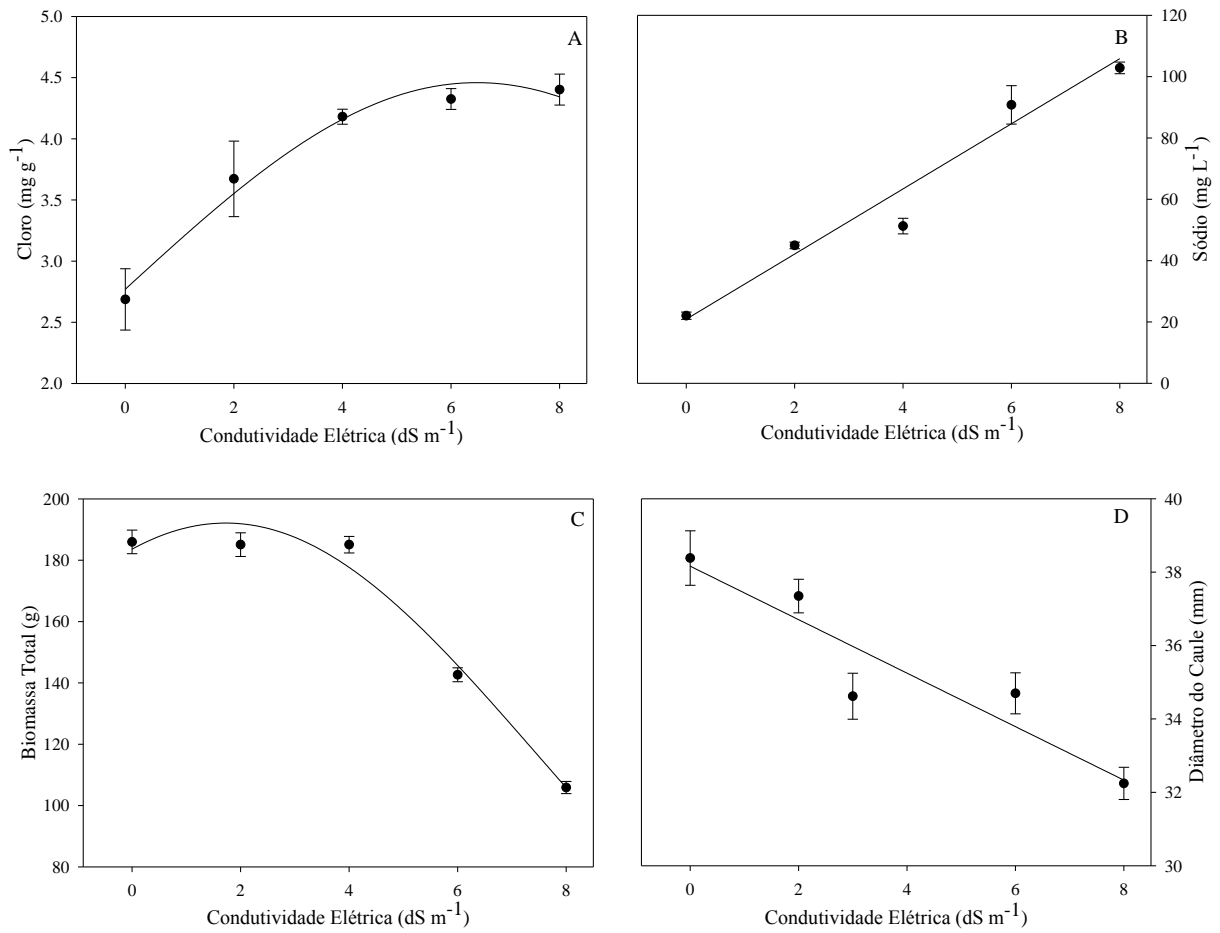 A
Cloro (mg g-1)
5.0
4.5
4.0
3.5
3.0
2.5
2.0
0 2 4 6 8
Condutividade Elétrica (dS m-1)
B
Sódio (mg L-1)
120
100
80
60
40
20
0
0 2 4 6 8
Condutividade Elétrica (dS m-1)
C
Biomassa Total (g)
200
180
160
140
120
100
80
0 2 4 6 8
Condutividade Elétrica (dS m-1)
D
Diâmetro do Caule (mm)
40
38
36
34
32
30
0 2 4 6 8
Condutividade Elétrica (dS m-1)